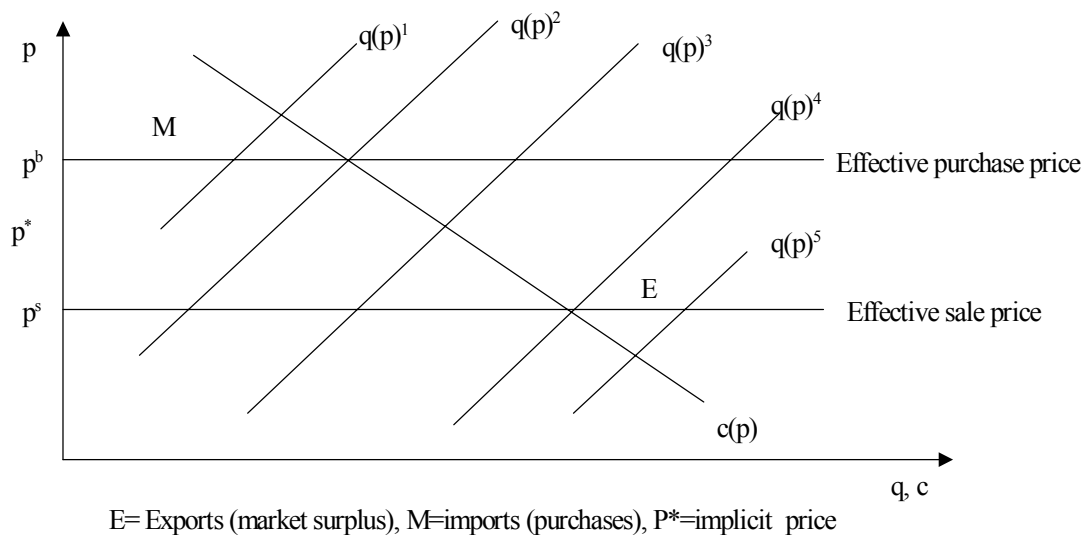 p
q(p)¹
q(p)²
q(p)³
q(p)⁴
M
pᵇ
Effective purchase price
p*
q(p)⁵
E
pˢ
Effective sale price
c(p)
q, c
E= Exports (market surplus), M=imports (purchases), P*=implicit price